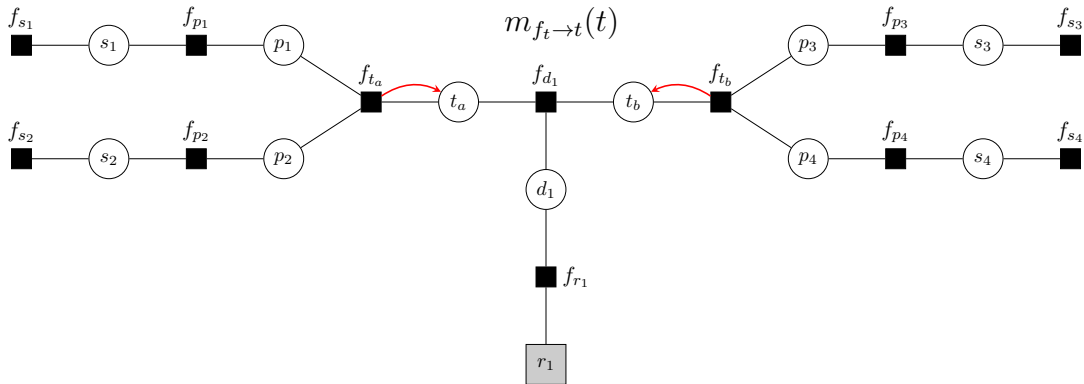 m_{f_t→t}(t)
f_{s_1} s_1 f_{p_1} p_1 p_3 f_{p_3} s_3 f_{s_3}
f_{t_a} t_a f_{d_1} t_b f_{t_b}
f_{s_2} s_2 f_{p_2} p_2 p_4 f_{p_4} s_4 f_{s_4}
d_1
f_{r_1}
r_1